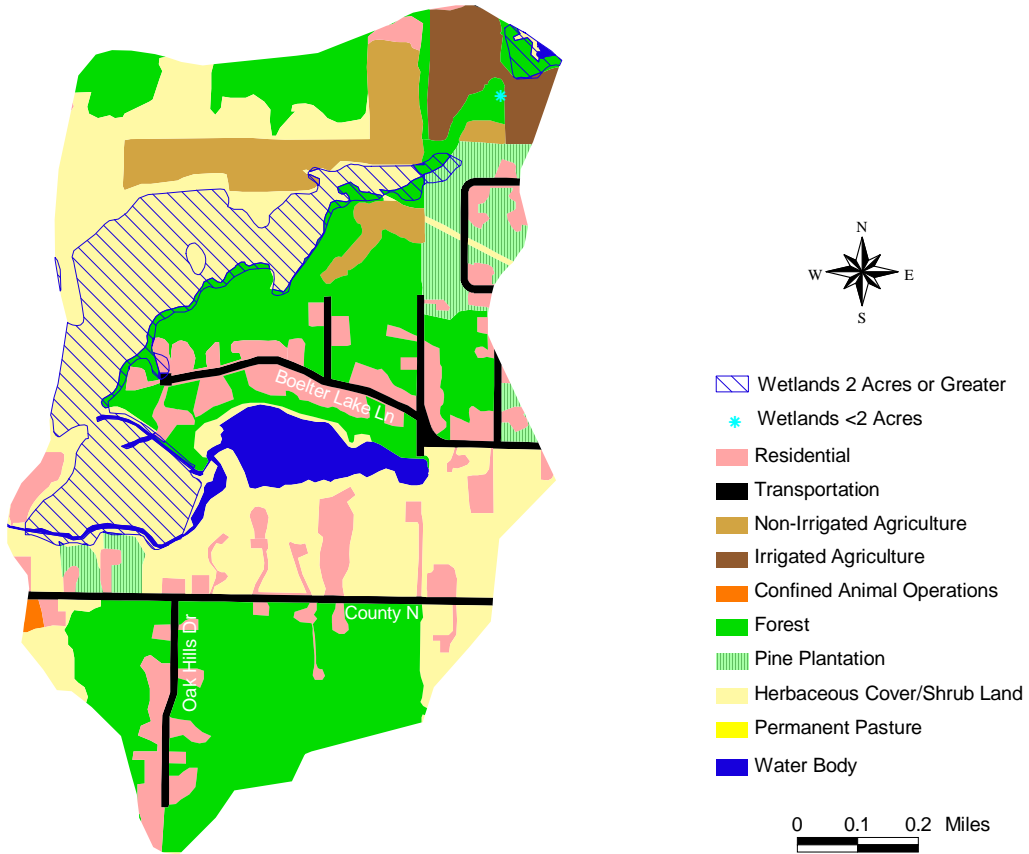 Boelter Lake Ln
County N
Oak Hills Dr
N
W E
S
Wetlands 2 Acres or Greater
Wetlands <2 Acres
Residential
Transportation
Non-Irrigated Agriculture
Irrigated Agriculture
Confined Animal Operations
Forest
Pine Plantation
Herbaceous Cover/Shrub Land
Permanent Pasture
Water Body
0 0.1 0.2 Miles